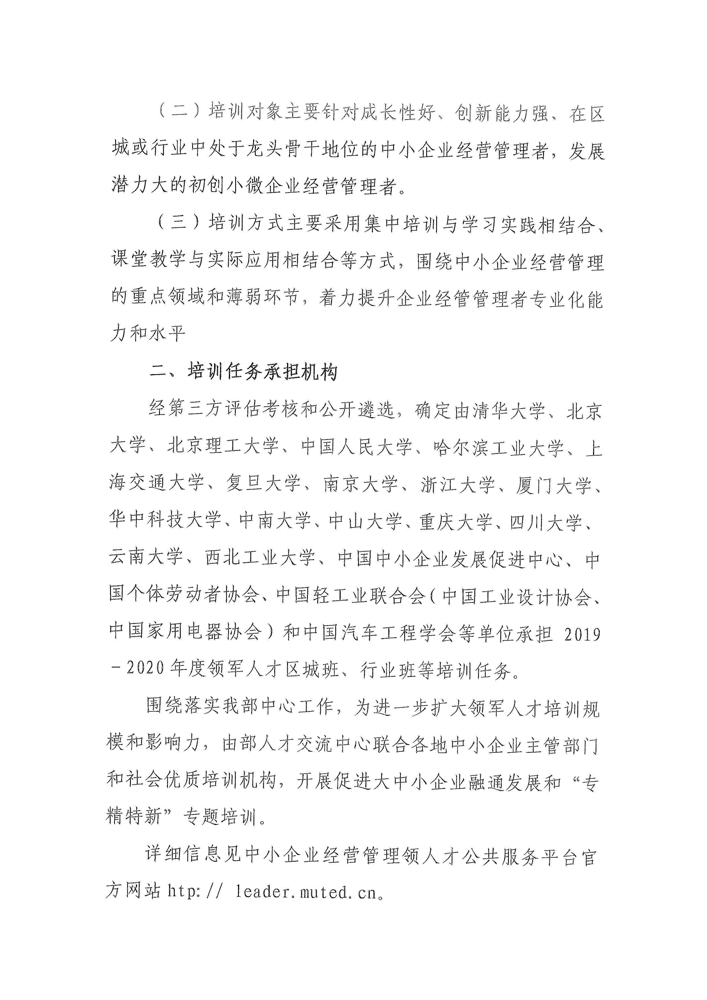 （二）培训对象主要针对成长性好、创新能力强、在区
城或行业中处于龙头骨干地位的中小企业经营管理者，发展
潜力大的初创小微企业经营管理者。
（三）培训方式主要采用集中培训与学习实践相结合、
课堂教学与实际应用相结合等方式，围绕中小企业经营管理
的重点领域和薄弱环节，着力提升企业经管管理者专业化能
力和水平
二、培训任务承担机构
经第三方评估考核和公开遴选，确定由清华大学、北京
大学、北京理工大学、中国人民大学、哈尔滨工业大学、上
海交通大学、复旦大学、南京大学、浙江大学、厦门大学、
华中科技大学、中南大学、中山大学、重庆大学、四川大学、
云南大学、西北工业大学、中国中小企业发展促进中心、中
国个体劳动者协会、中国轻工业联合会（中国工业设计协会、
中国家用电器协会）和中国汽车工程学会等单位承担 2019
-2020年度领军人才区城班、行业班等培训任务。
围绕落实我部中心工作，为进一步扩大领军人才培训规
模和影响力，由部人才交流中心联合各地中小企业主管部门
和社会优质培训机构，开展促进大中小企业融通发展和“专
精特新”专题培训。
详细信息见中小企业经营管理领人才公共服务平台官
方网站htp:// leader.muted.cn。